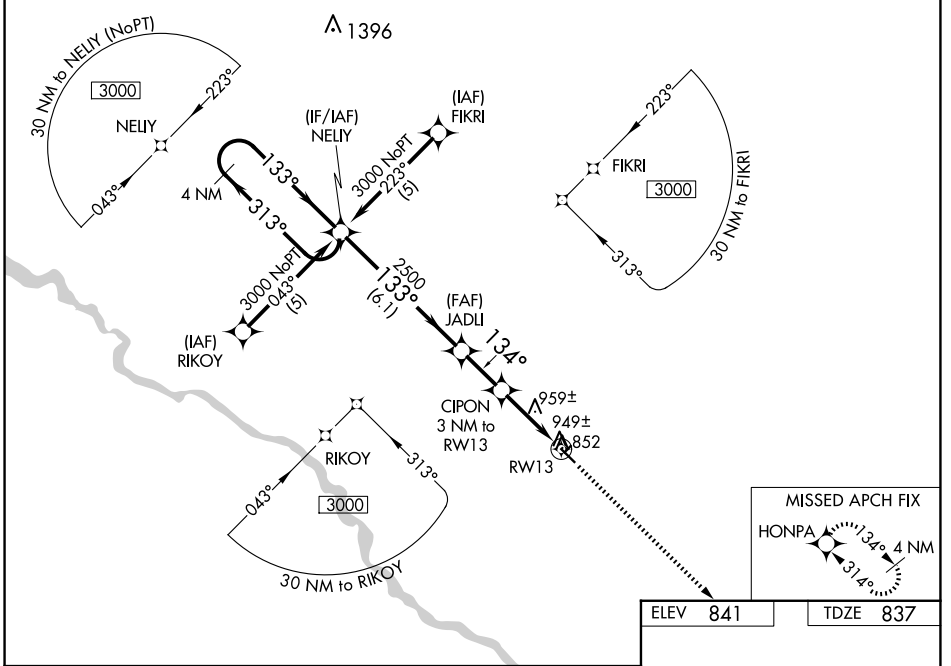 1396
30 NM to NELIY (NoPT)
3000
223°
NELIY
043°
(IF/IAF)
NELIY
(IAF)
FIKRI
133°
4 NM
313°
3000 NoPT
223°
(5)
3000 NoPT
043°
(5)
(IAF)
RIKOY
2500
133°
(6.1)
(FAF)
JADLI
134°
CIPON
3 NM to
RW13
959±
949±
852
RW13
223°
FIKRI
3000
313°
30 NM to FIKRI
RIKOY
043°
313°
3000
30 NM to RIKOY
MISSED APCH FIX
HONPA
134°
4 NM
314°
ELEV 841
TDZE 837